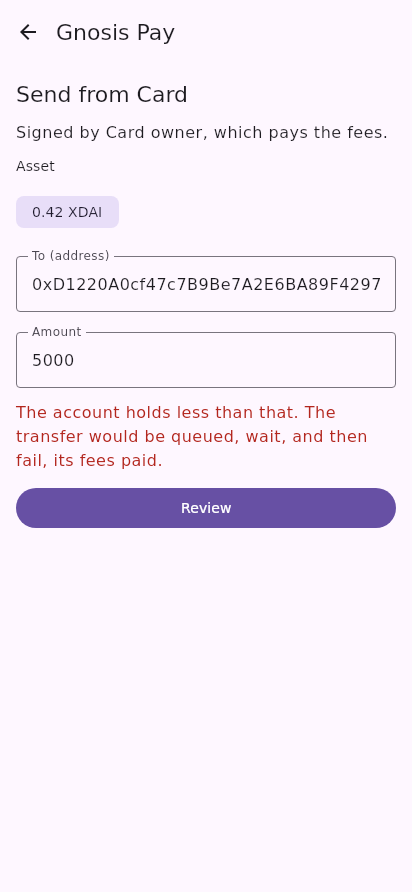 Gnosis Pay
Send from Card
Signed by Card owner, which pays the fees.
Asset
0.42 XDAI
To (address)
0xD1220A0cf47c7B9Be7A2E6BA89F4297
Amount
5000
The account holds less than that. The
transfer would be queued, wait, and then
fail, its fees paid.
Review